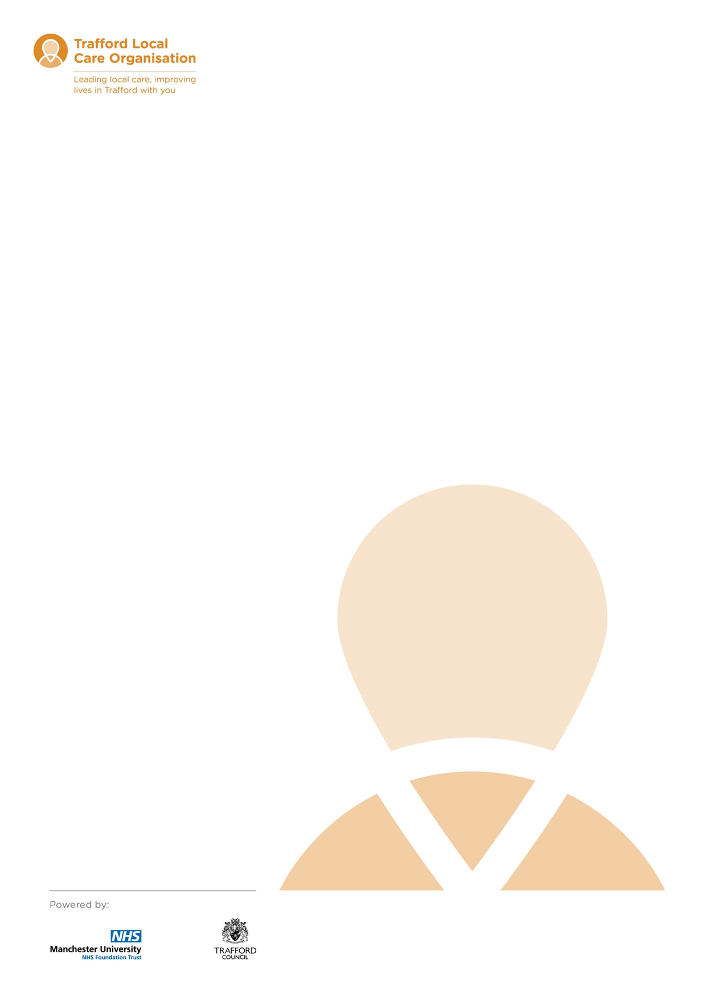 Trafford Local
Care Organisation
Leading local care, improving
lives in Trafford with you
Powered by:
NHS
Manchester University
NHS Foundation Trust
TRAFFORD
COUNCIL